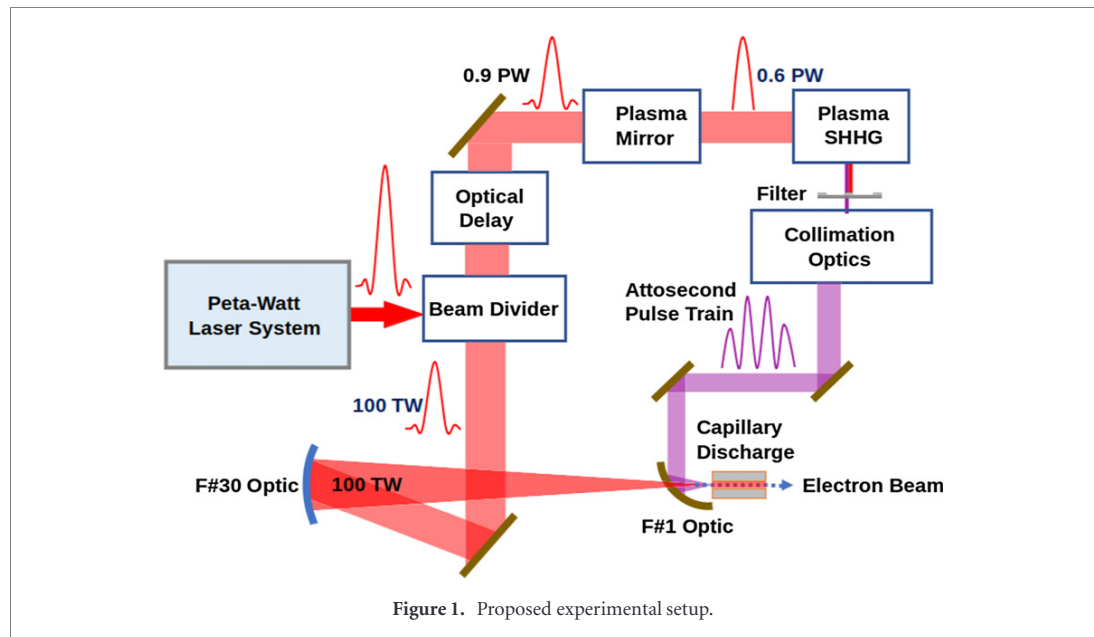 0.9 PW
0.6 PW
Plasma
Mirror
Plasma
SHHG
Filter
Optical
Delay
Collimation
Optics
Peta-Watt
Laser System
Beam Divider
Attosecond
Pulse Train
100 TW
Capillary
Discharge
F#30 Optic
100 TW
Electron Beam
F#1 Optic
Figure 1. Proposed experimental setup.